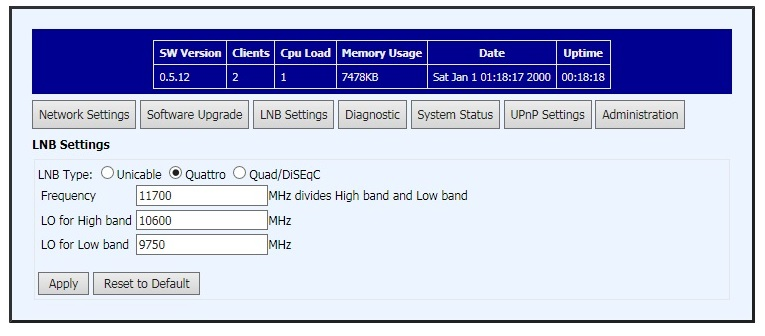 SW Version Clients Cpu Load Memory Usage Date Uptime
0.5.12 2 1 7478KB Sat Jan 1 01:18:17 2000 00:18:18
Network Settings Software Upgrade LNB Settings Diagnostic System Status UPnP Settings Administration
LNB Settings
LNB Type: Unicable Quattro Quad/DiSEqC
Frequency 11700 MHz divides High band and Low band
LO for High band 10600 MHz
LO for Low band 9750 MHz
Apply Reset to Default